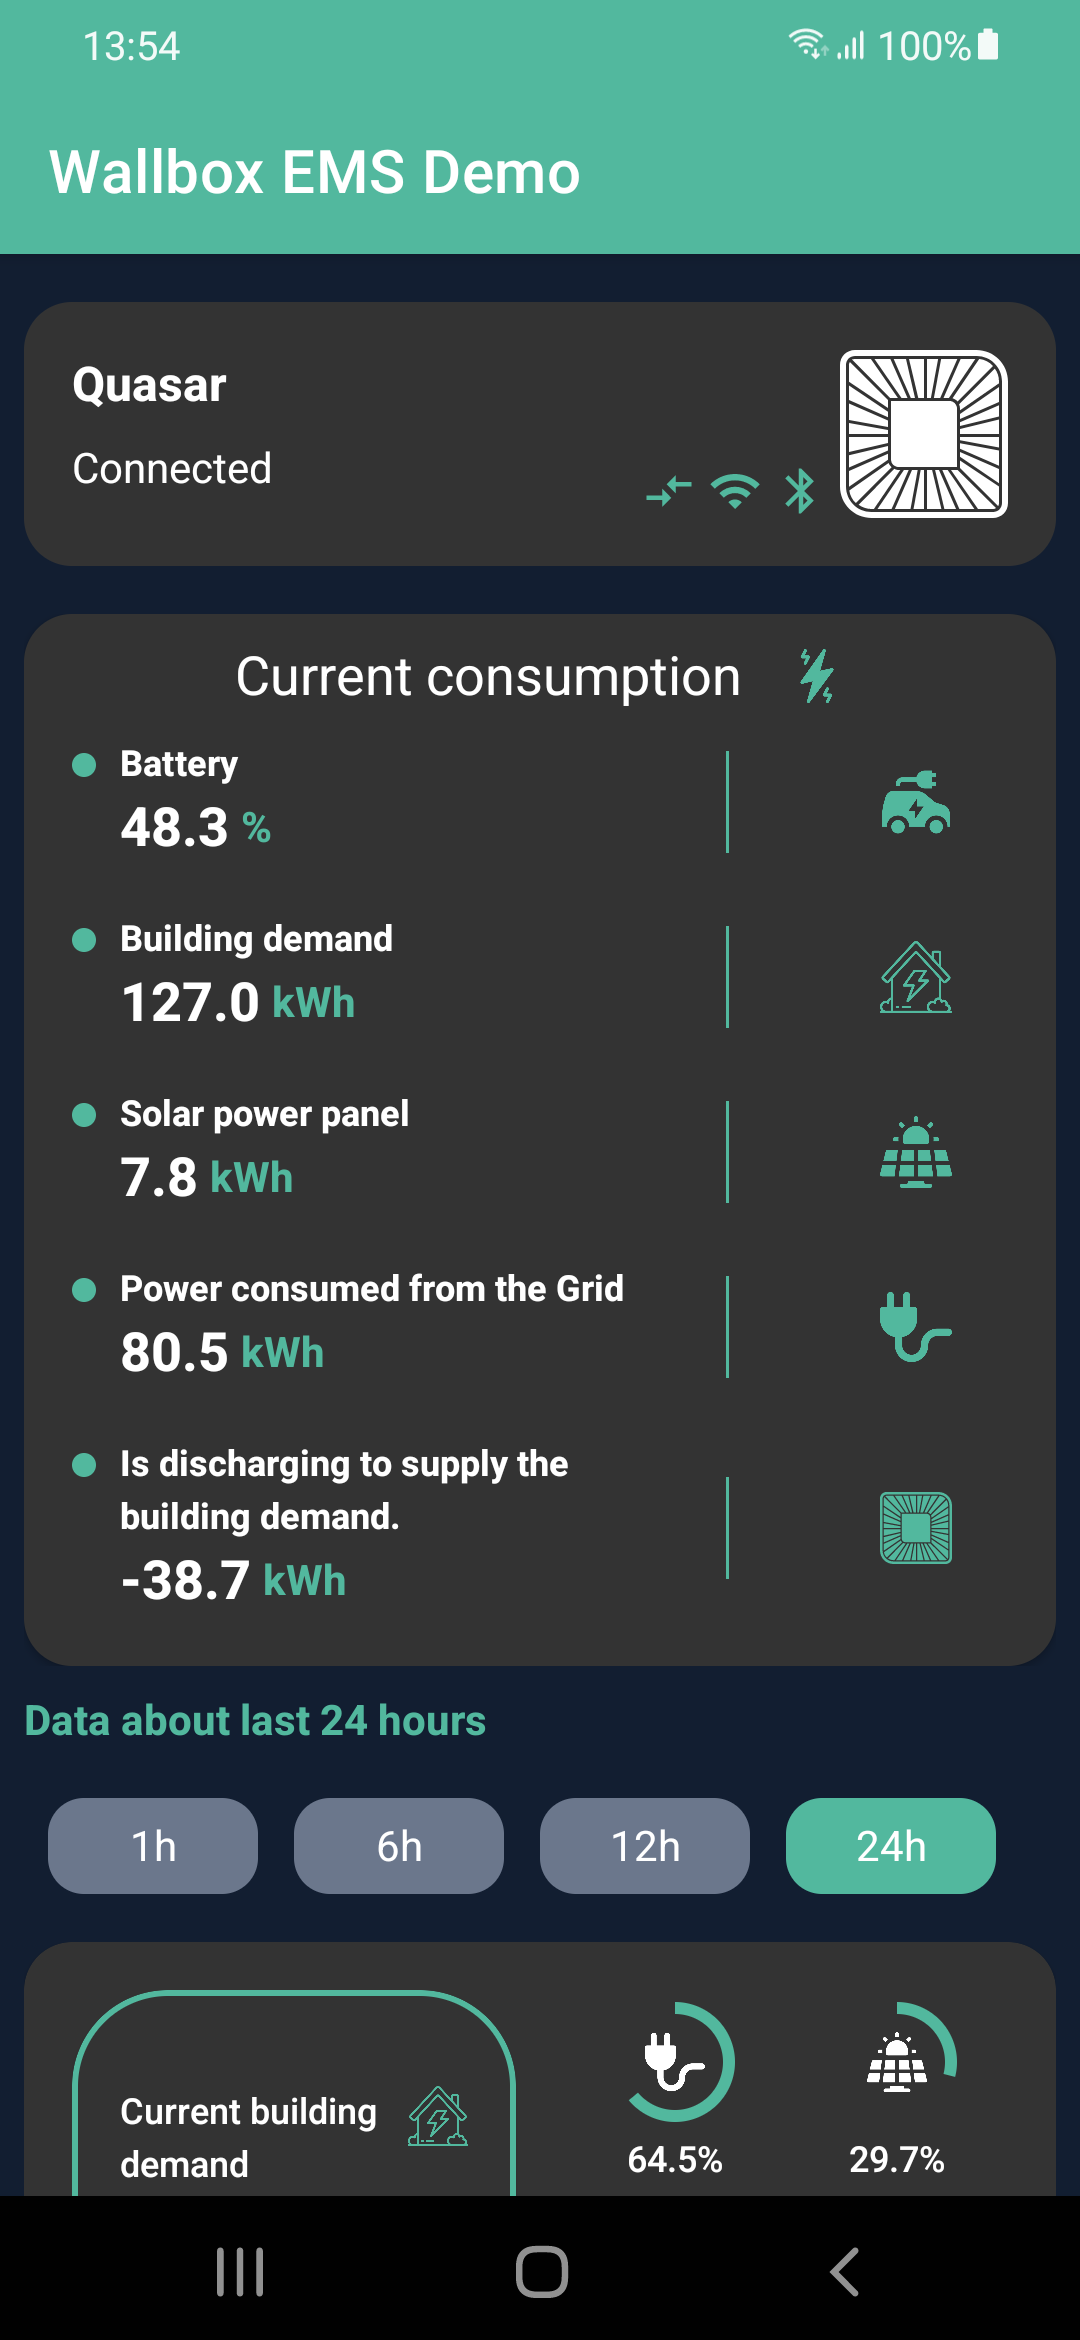 13:54
100%
Wallbox EMS Demo
Quasar
Connected
Current consumption
Battery
48.3 %
Building demand
127.0 kWh
Solar power panel
7.8 kWh
Power consumed from the Grid
80.5 kWh
Is discharging to supply the
building demand.
-38.7 kWh
Data about last 24 hours
1h
6h
12h
24h
Current building
demand
64.5%
29.7%